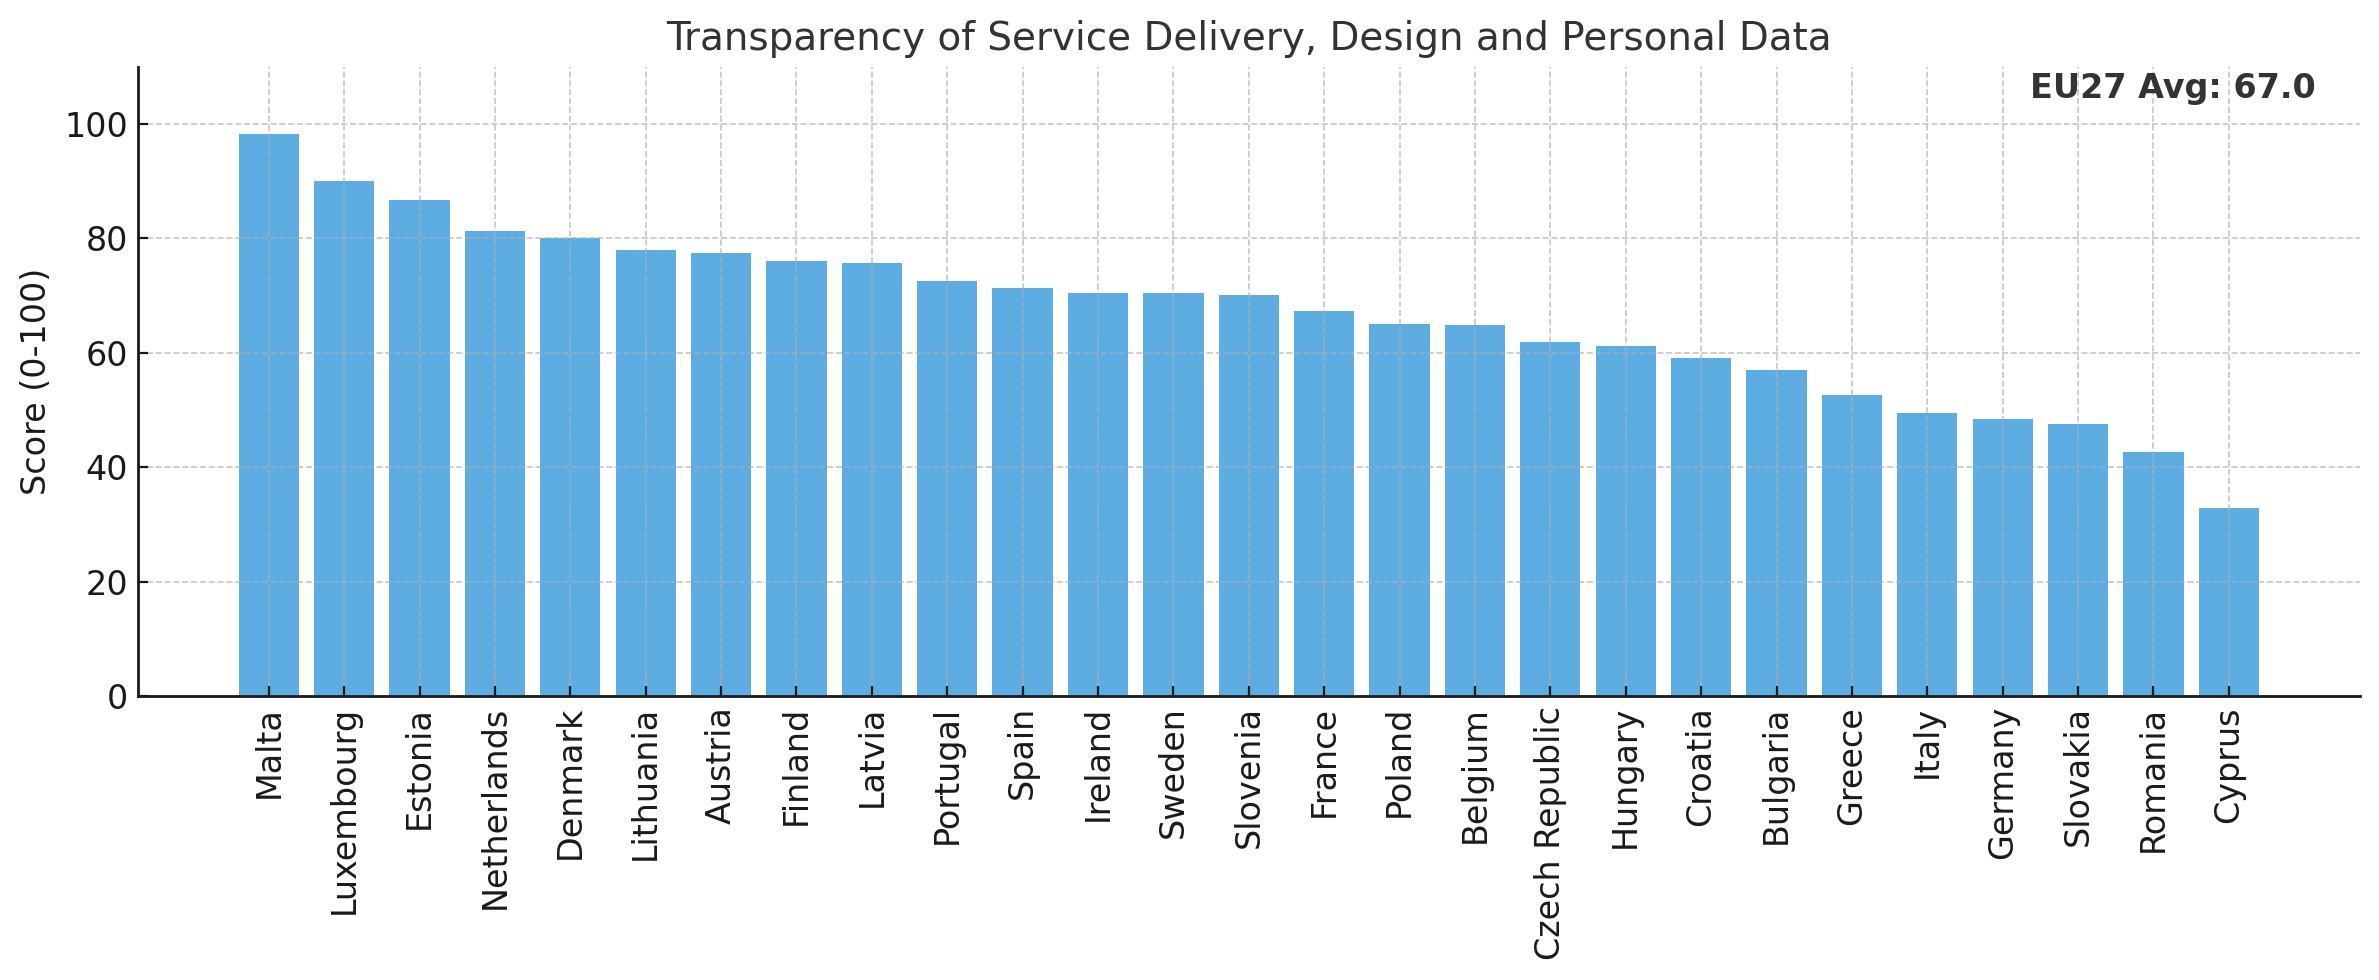 Transparency of Service Delivery, Design and Personal Data
EU27 Avg: 67.0
Score (0-100)
100
80
60
40
20
0
Malta
Luxembourg
Estonia
Netherlands
Denmark
Lithuania
Austria
Finland
Latvia
Portugal
Spain
Ireland
Sweden
Slovenia
France
Poland
Belgium
Czech Republic
Hungary
Croatia
Bulgaria
Greece
Italy
Germany
Slovakia
Romania
Cyprus